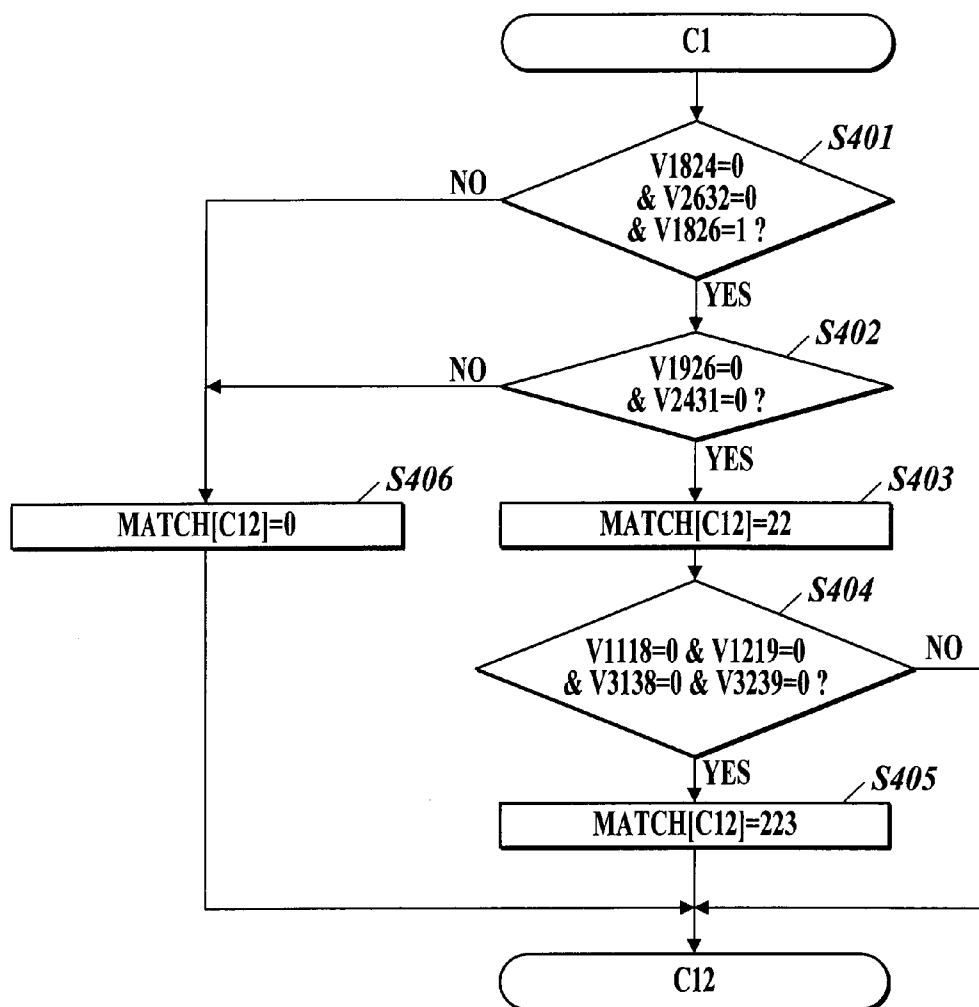 C1
S401
V1824=0
& V2632=0
& V1826=1 ?
NO
YES
S402
V1926=0
& V2431=0 ?
NO
YES
S406
MATCH[C12]=0
S403
MATCH[C12]=22
S404
V1118=0 & V1219=0
& V3138=0 & V3239=0 ?
NO
YES
S405
MATCH[C12]=223
C12